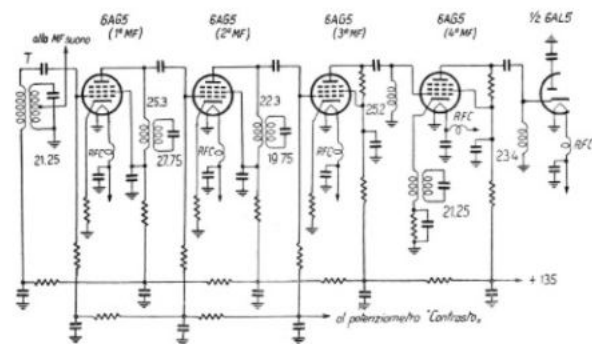 6AG5
(1ª MF)
6AG5
(2ª MF)
6AG5
(3ª MF)
6AG5
(4ª MF)
½ 6AL5
alla MF suono
T
21.25
RFC
25.3
27.75
RFC
22.3
19.75
RFC
25.2
RFC
21.25
23.4
RFC
+ 135
al potenziometro "Contrasto"